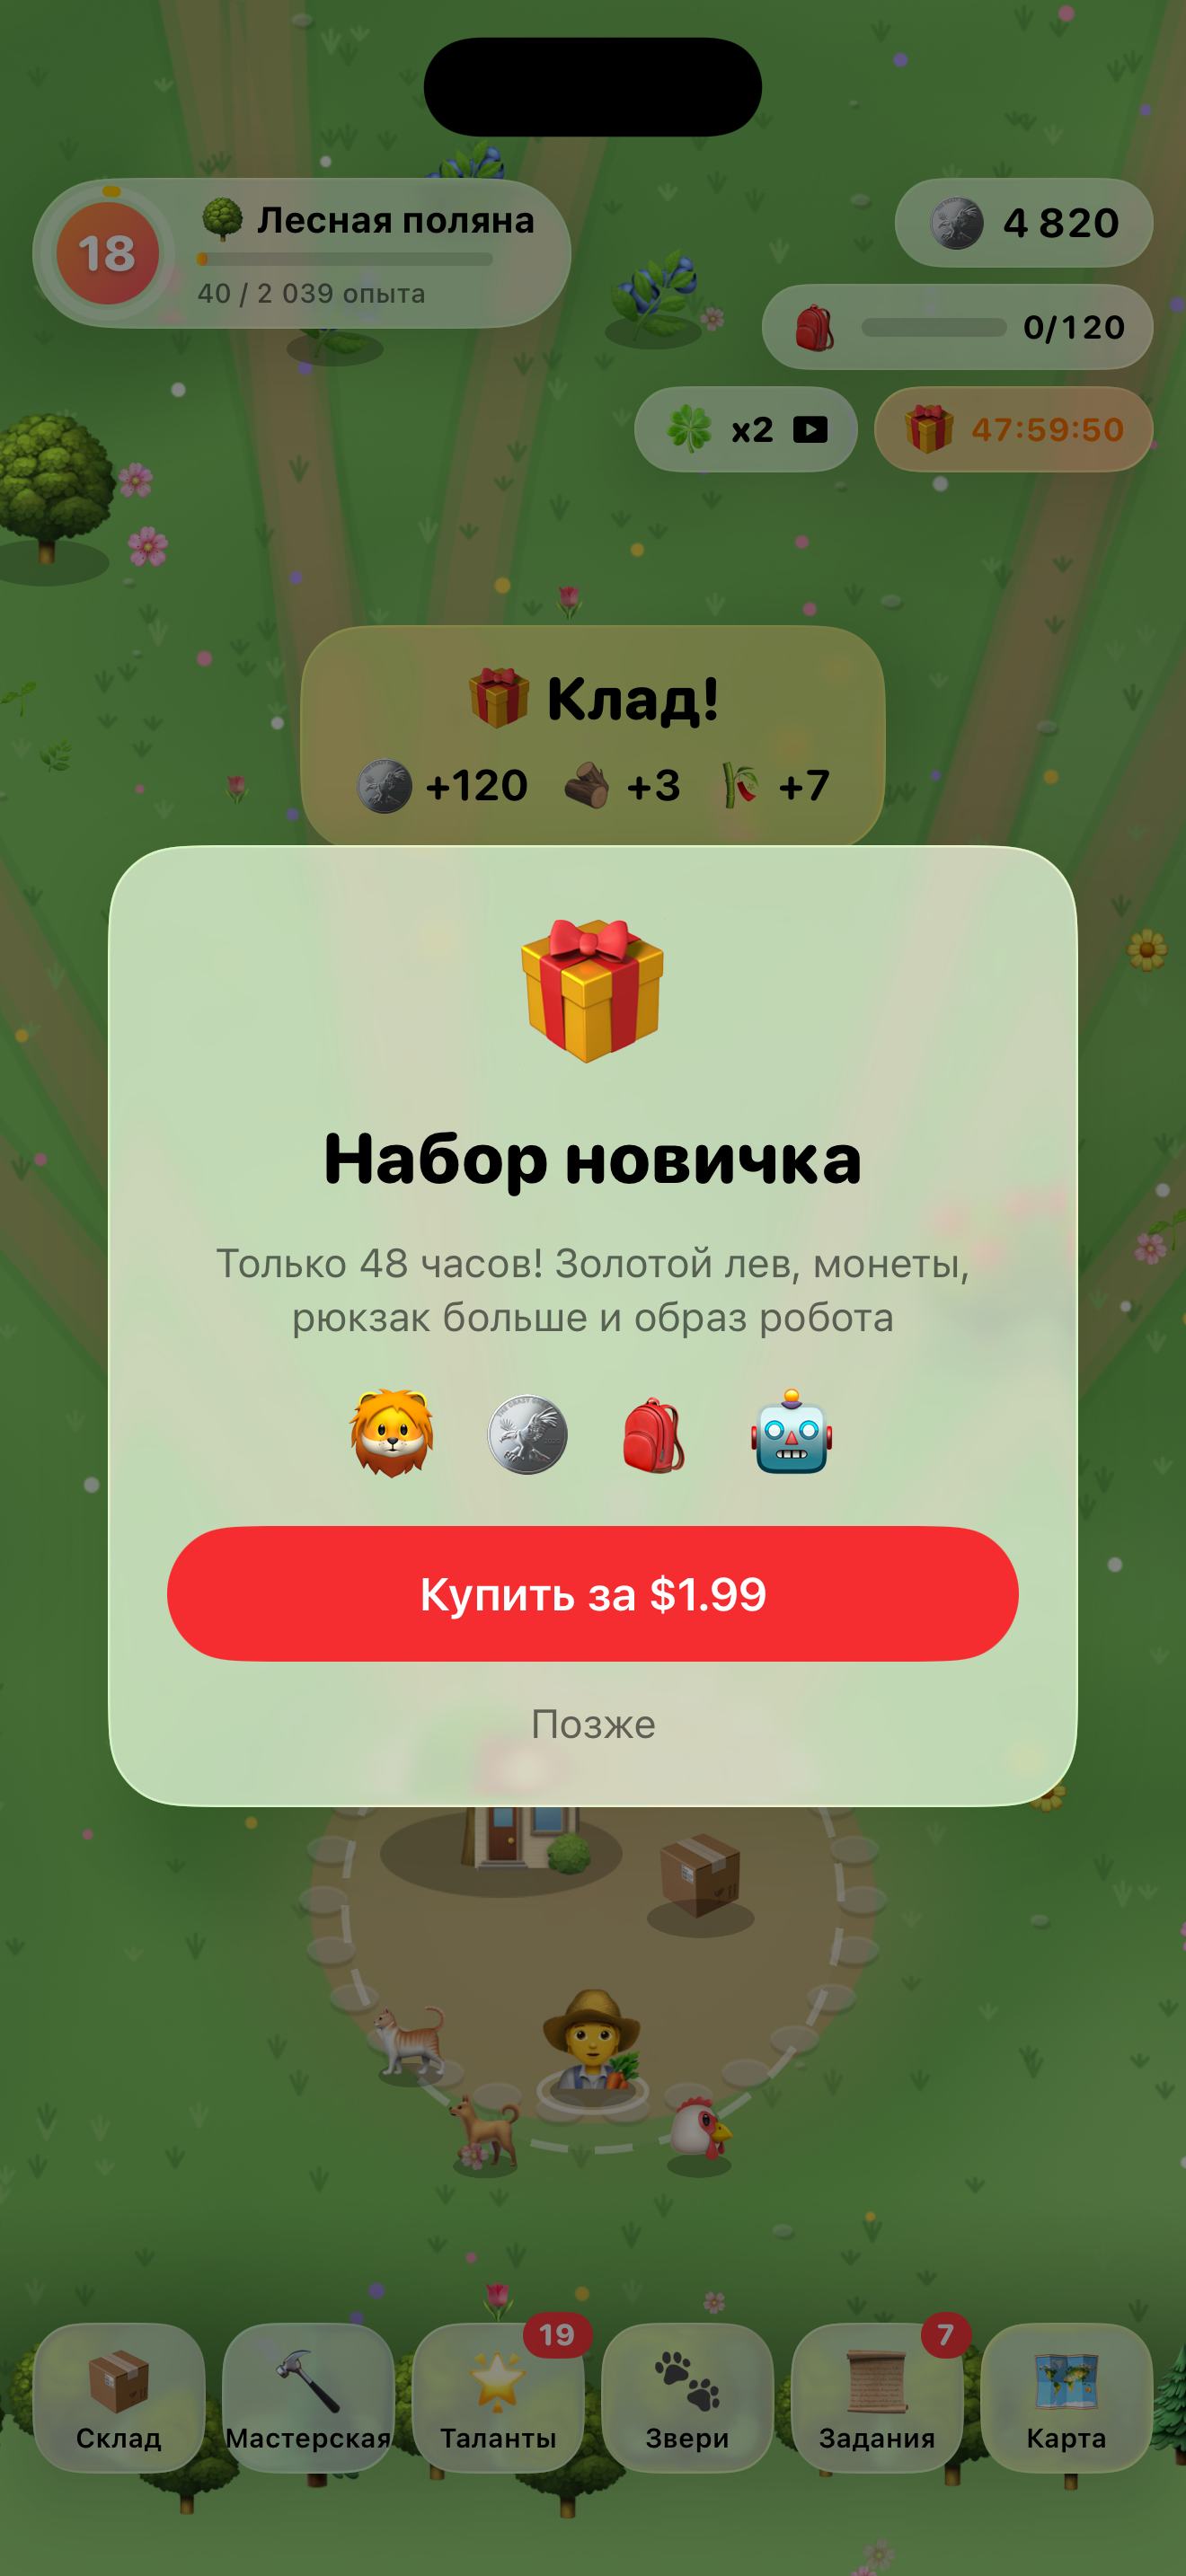 18
Лесная поляна
40 / 2 039 опыта
4 820
0/120
x2
47:59:50
Клад!
+120 +3 +7
Набор новичка
Только 48 часов! Золотой лев, монеты,
рюкзак больше и образ робота
Купить за $1.99
Позже
19
7
Склад
Мастерская
Таланты
Звери
Задания
Карта